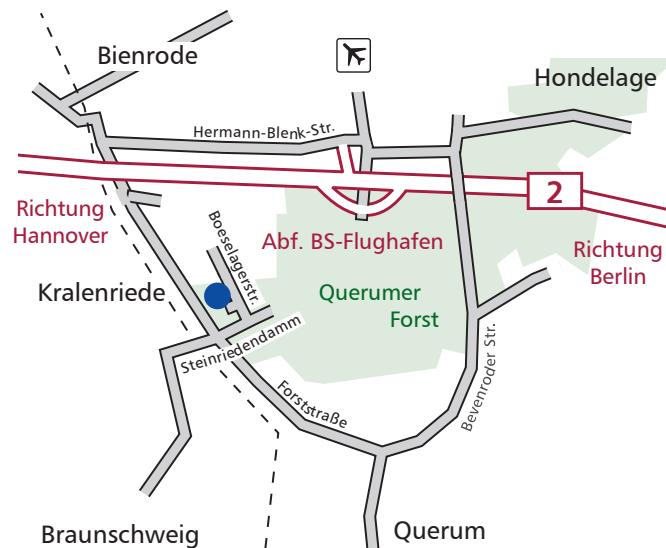 Bienrode
Hondelage
Hermann-Blenk-Str.
2
Richtung
Hannover
Boeselagerstr.
Abf. BS-Flughafen
Richtung
Berlin
Kralenriede
Querumer
Forst
Steinriedendamm
Bevenroder Str.
Forststraße
Braunschweig
Querum